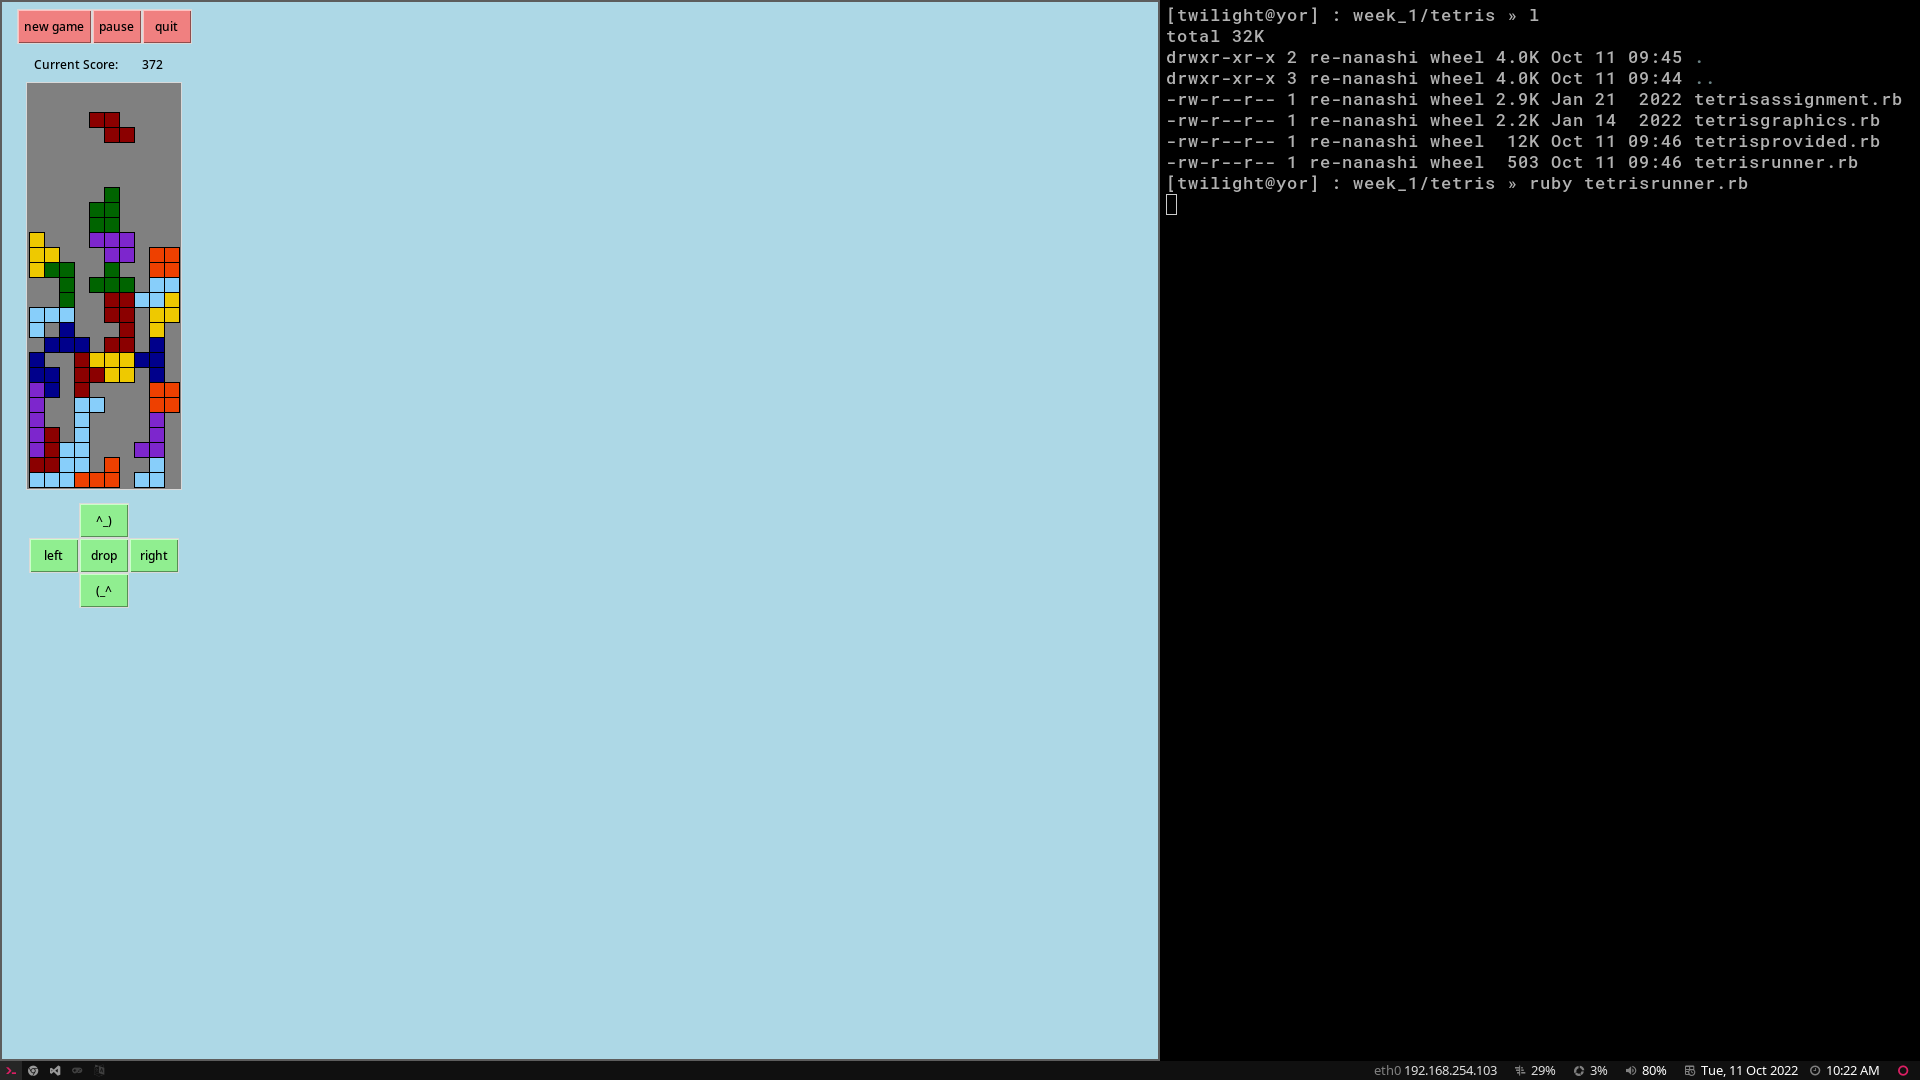 new game pause quit
Current Score: 372
^_)
left drop right
(_^
[twilight@yor] : week_1/tetris » l
total 32K
drwxr-xr-x 2 re-nanashi wheel 4.0K Oct 11 09:45 .
drwxr-xr-x 3 re-nanashi wheel 4.0K Oct 11 09:44 ..
-rw-r--r-- 1 re-nanashi wheel 2.9K Jan 21  2022 tetrisassignment.rb
-rw-r--r-- 1 re-nanashi wheel 2.2K Jan 14  2022 tetrisgraphics.rb
-rw-r--r-- 1 re-nanashi wheel  12K Oct 11 09:46 tetrisprovided.rb
-rw-r--r-- 1 re-nanashi wheel  503 Oct 11 09:46 tetrisrunner.rb
[twilight@yor] : week_1/tetris » ruby tetrisrunner.rb
eth0 192.168.254.103 29% 3% 80% Tue, 11 Oct 2022 10:22 AM